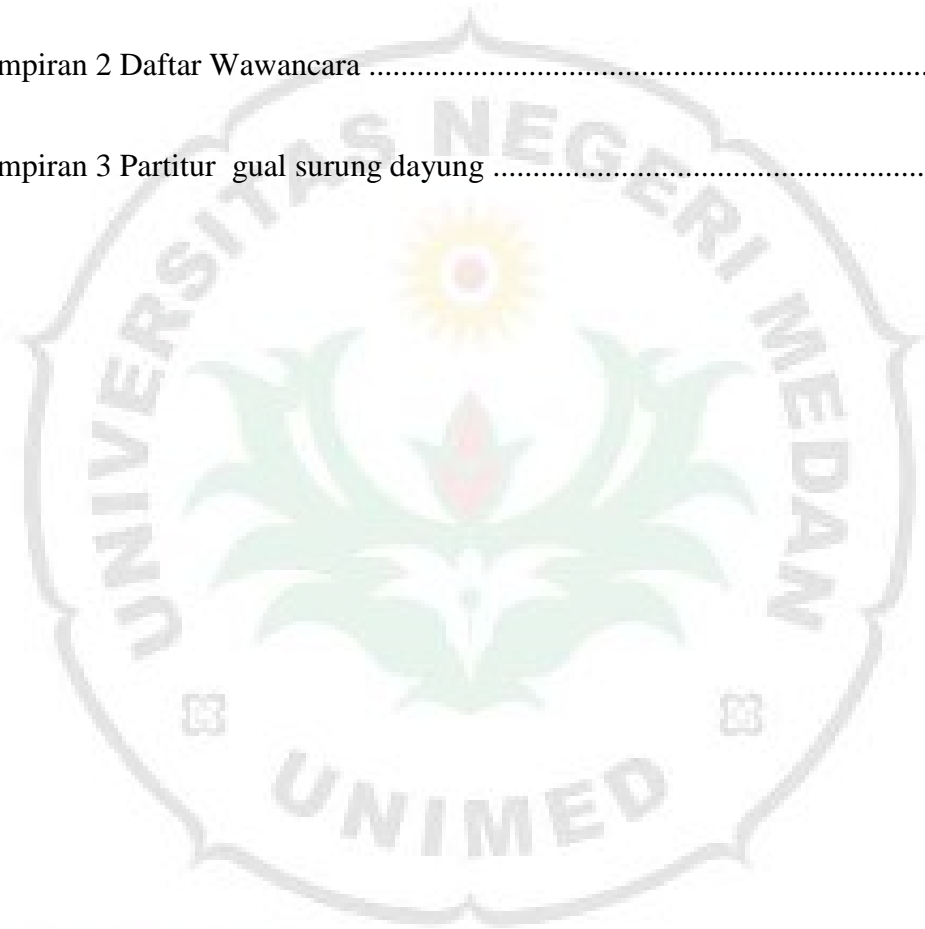 mpiran 2 Daftar Wawancara ......................................................................
mpiran 3 Partitur  gual surung dayung ......................................................
UNIVERSITAS NEGERI MEDAN
UNIMED